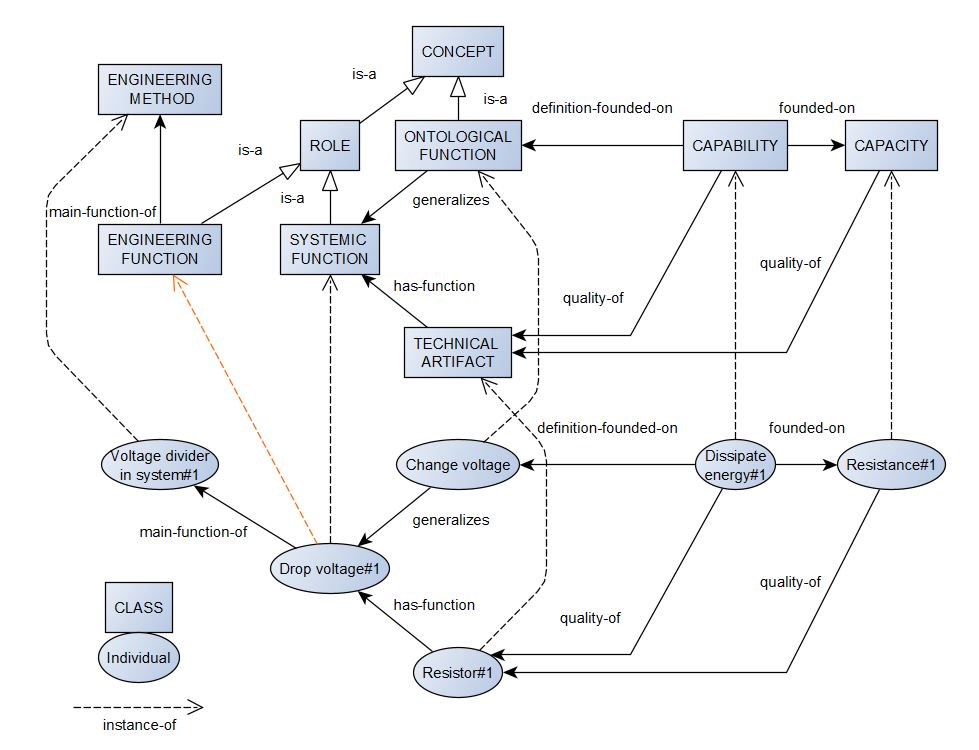 CONCEPT
ENGINEERING
METHOD
is-a
is-a
definition-founded-on
founded-on
ROLE
ONTOLOGICAL
FUNCTION
CAPABILITY
CAPACITY
is-a
is-a
generalizes
main-function-of
ENGINEERING
FUNCTION
SYSTEMIC
FUNCTION
quality-of
has-function
quality-of
TECHNICAL
ARTIFACT
definition-founded-on
founded-on
Voltage divider
in system#1
Change voltage
Dissipate
energy#1
Resistance#1
generalizes
main-function-of
Drop voltage#1
quality-of
CLASS
has-function
quality-of
Individual
Resistor#1
instance-of